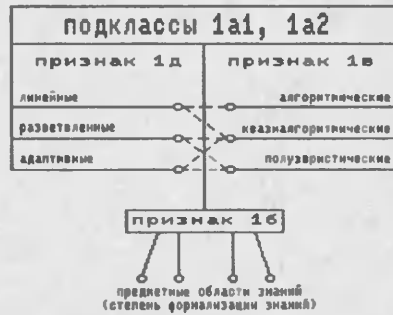 подклассы 1а1, 1а2
признак 1д признак 1в
линейные алгоритмические
разветвленные квазиалгоритмические
адаптивные полуэвристические
признак 1б
предметные области знаний
(степень формализации знаний)